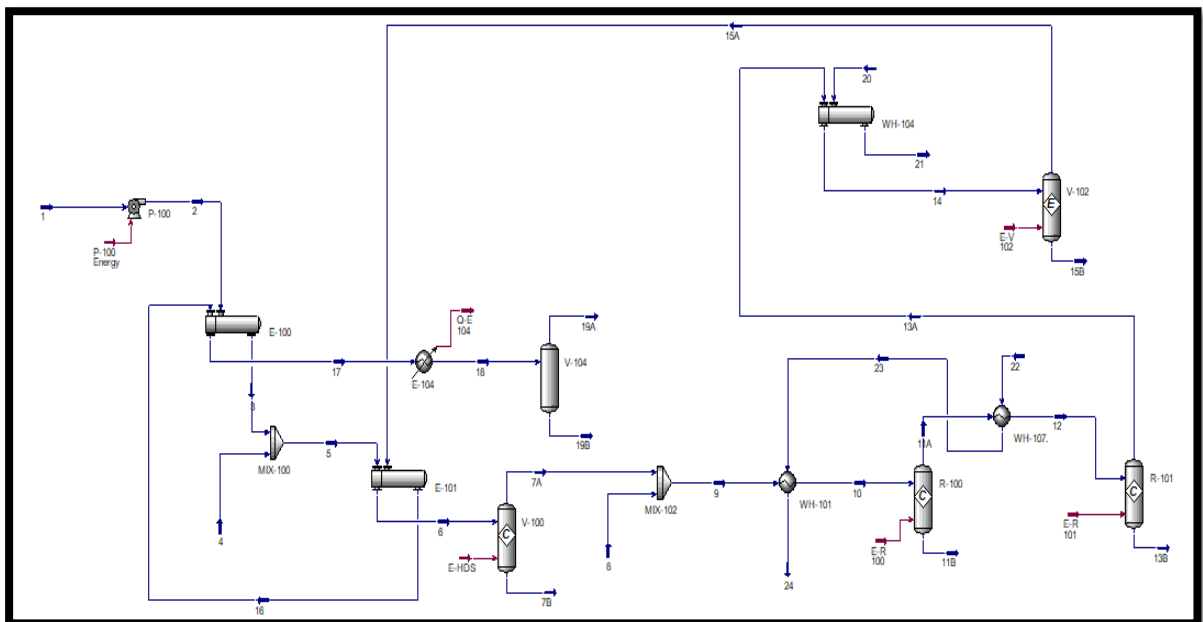 15A
20
WH-104
21
14
V-102
E
E-V
102
15B
1
P-100
2
P-100
Energy
E-100
13A
Q-E
104
19A
17
E-104
18
V-104
19B
3
MIX-100
5
4
E-101
6
16
7A
V-100
C
E-HDS
7B
MIX-102
8
9
WH-101
23
22
WH-107.
12
11A
10
R-100
C
E-R
100
11B
24
R-101
C
E-R
101
13B